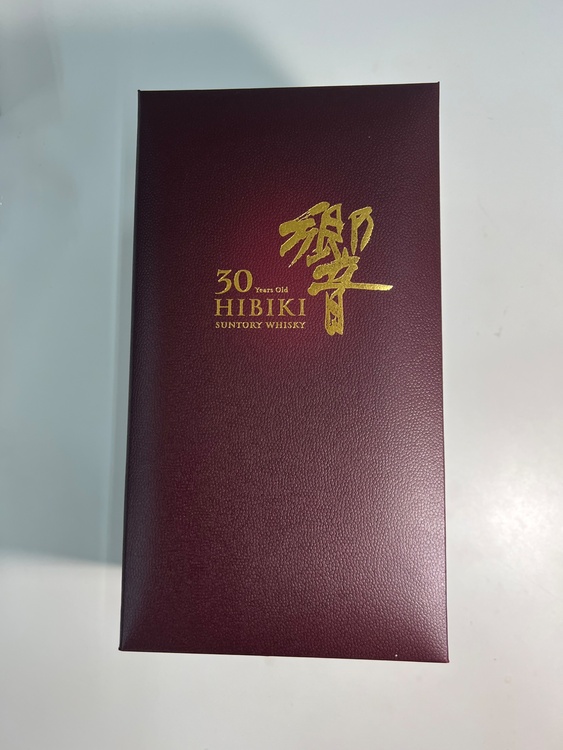 響
30 Years Old
HIBIKI
SUNTORY WHISKY